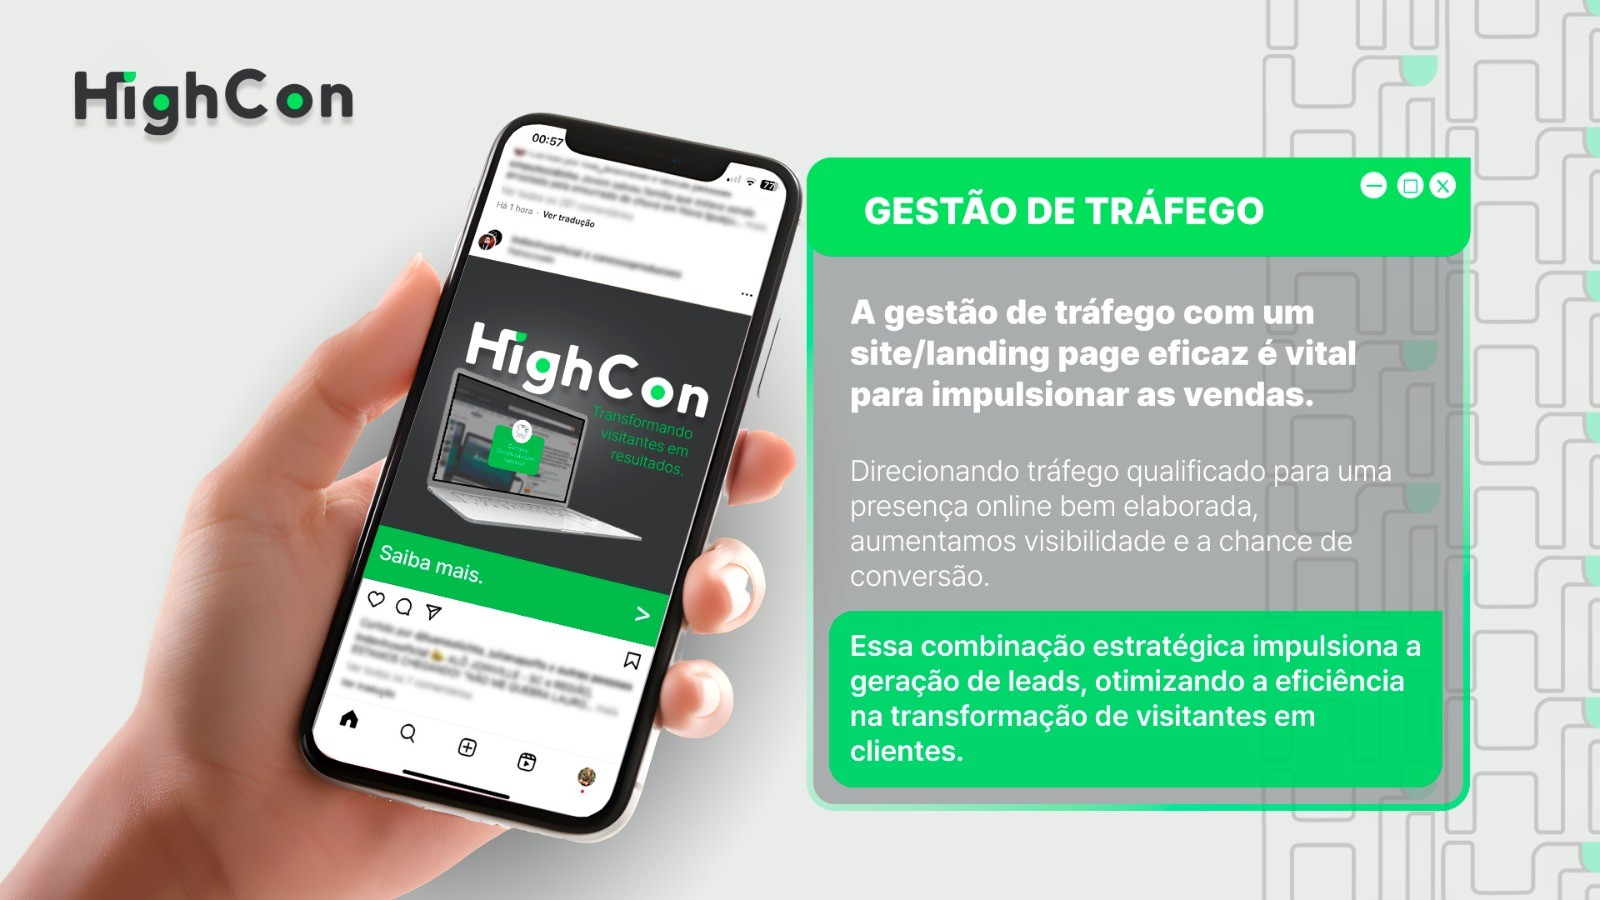 HighCon
00:57
77
Há 1 hora · Ver tradução
HighCon
Transformando
visitantes em
resultados.
Saiba mais.
GESTÃO DE TRÁFEGO
A gestão de tráfego com um
site/landing page eficaz é vital
para impulsionar as vendas.
Direcionando tráfego qualificado para uma
presença online bem elaborada,
aumentamos visibilidade e a chance de
conversão.
Essa combinação estratégica impulsiona a
geração de leads, otimizando a eficiência
na transformação de visitantes em
clientes.